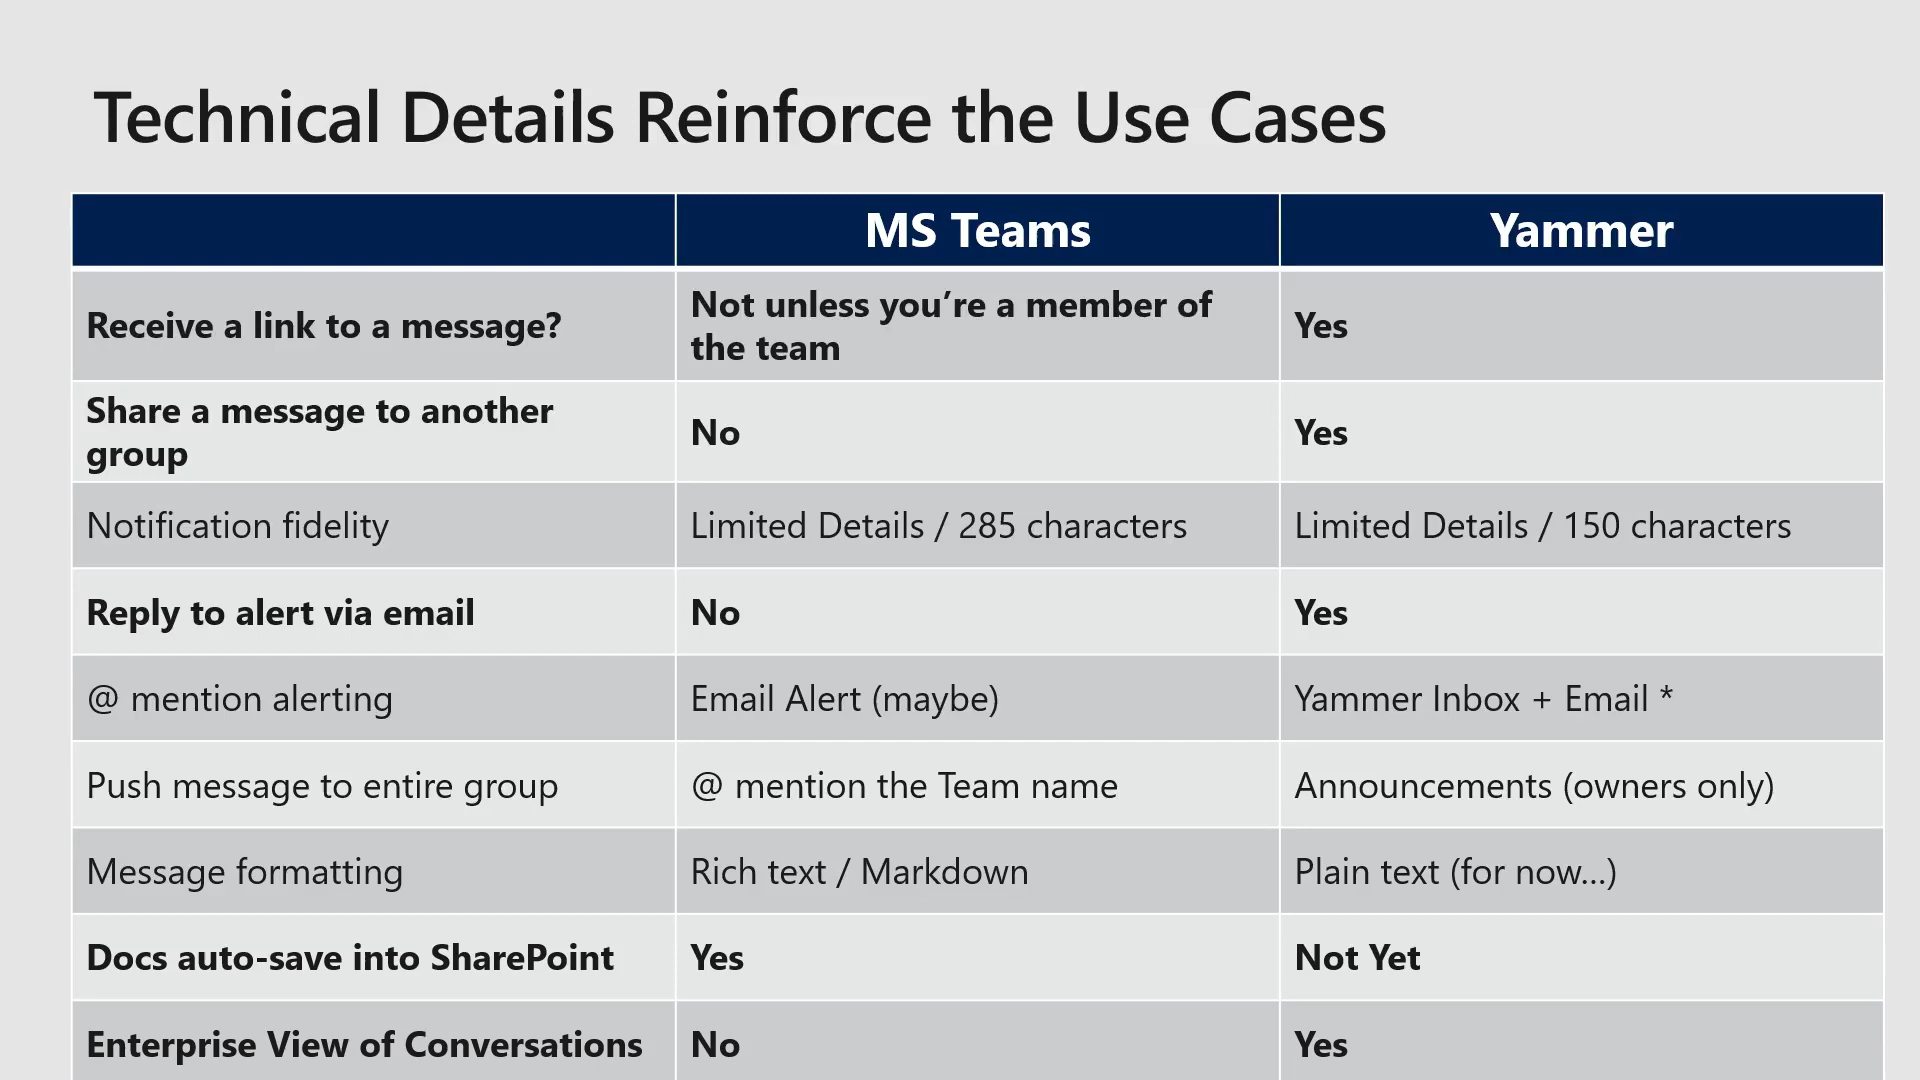 Technical Details Reinforce the Use Cases
MS Teams
Yammer
Receive a link to a message?
Not unless you’re a member of
the team
Yes
Share a message to another
group
No
Yes
Notification fidelity
Limited Details / 285 characters
Limited Details / 150 characters
Reply to alert via email
No
Yes
@ mention alerting
Email Alert (maybe)
Yammer Inbox + Email *
Push message to entire group
@ mention the Team name
Announcements (owners only)
Message formatting
Rich text / Markdown
Plain text (for now…)
Docs auto-save into SharePoint
Yes
Not Yet
Enterprise View of Conversations
No
Yes